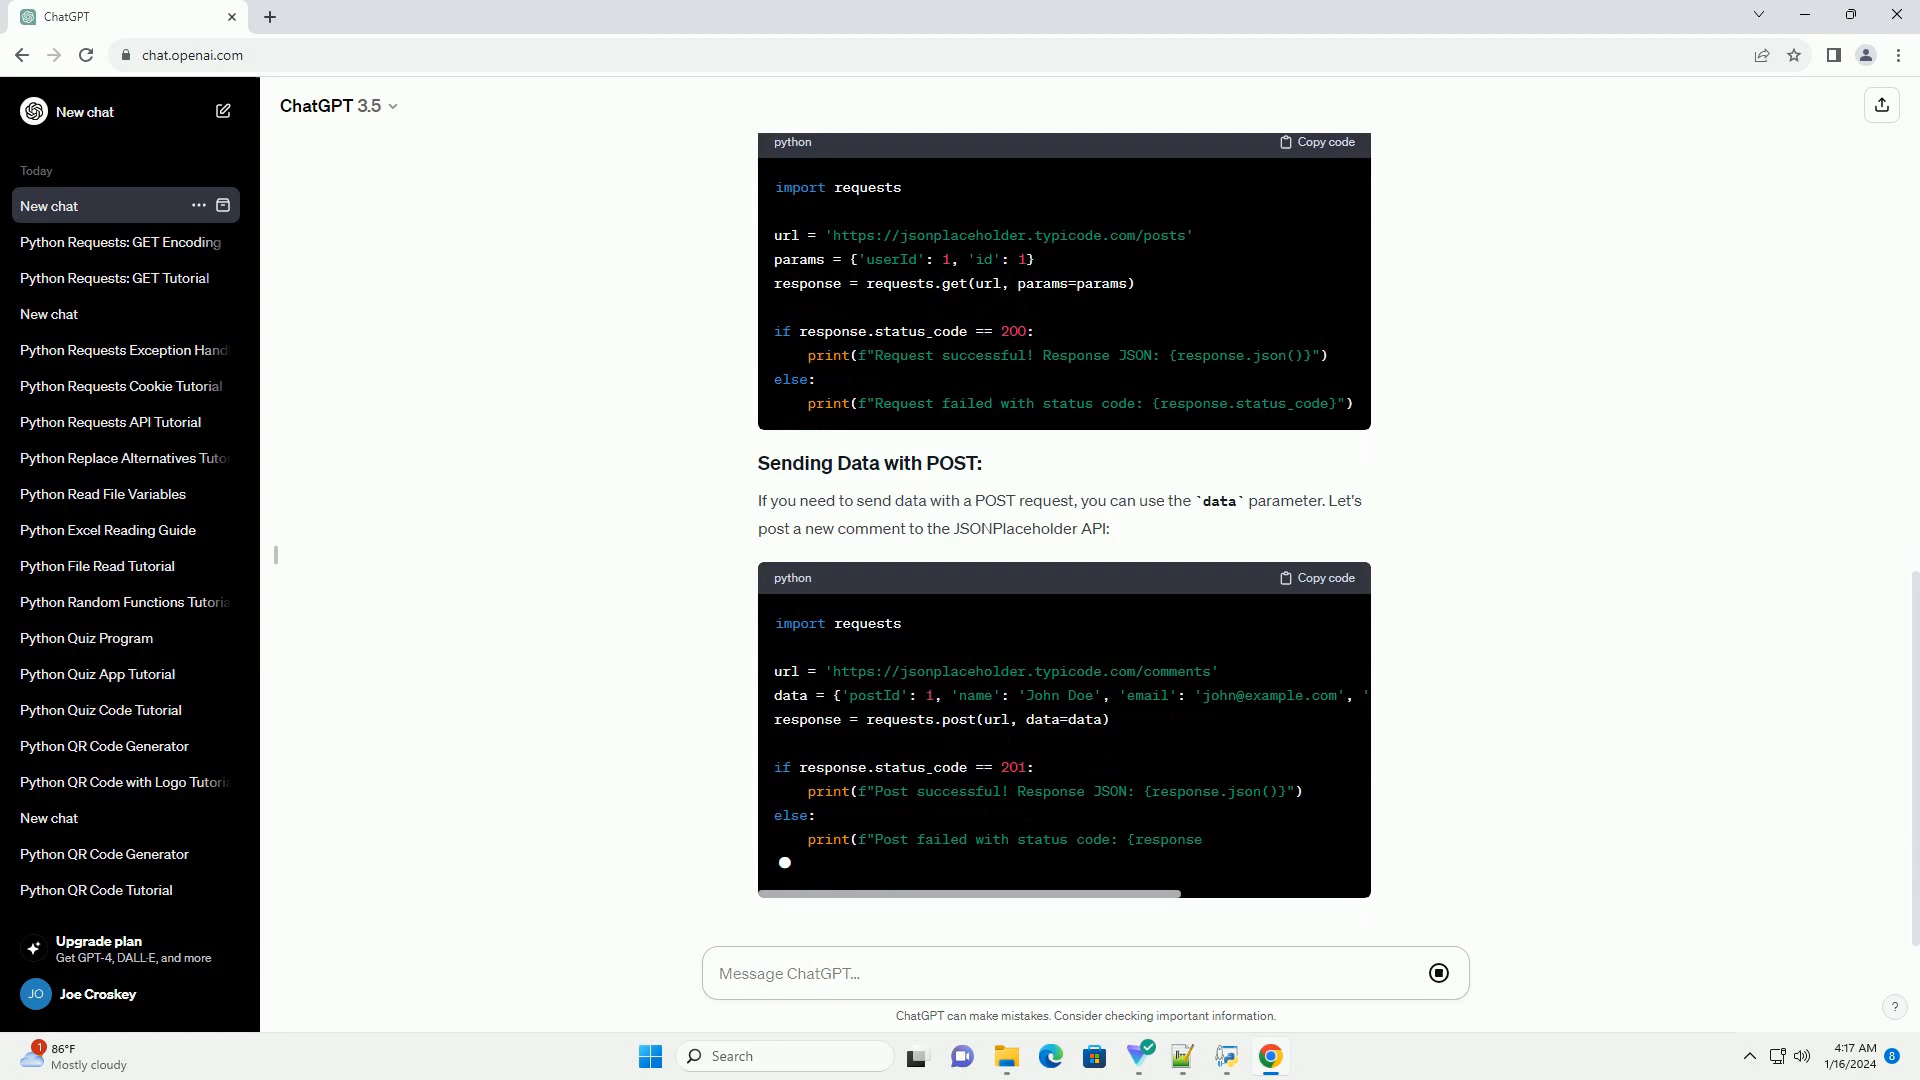 ChatGPT
chat.openai.com
New chat
Today
New chat
Python Requests: GET Encoding
Python Requests: GET Tutorial
New chat
Python Requests Exception Hand
Python Requests Cookie Tutorial
Python Requests API Tutorial
Python Replace Alternatives Tuto
Python Read File Variables
Python Excel Reading Guide
Python File Read Tutorial
Python Random Functions Tutoria
Python Quiz Program
Python Quiz App Tutorial
Python Quiz Code Tutorial
Python QR Code Generator
Python QR Code with Logo Tutoria
New chat
Python QR Code Generator
Python QR Code Tutorial
Upgrade plan
Get GPT-4, DALL·E, and more
JO Joe Croskey
ChatGPT 3.5
python Copy code
import requests
url = 'https://jsonplaceholder.typicode.com/posts'
params = {'userId': 1, 'id': 1}
response = requests.get(url, params=params)
if response.status_code == 200:
    print(f"Request successful! Response JSON: {response.json()}")
else:
    print(f"Request failed with status code: {response.status_code}")
Sending Data with POST:
If you need to send data with a POST request, you can use the `data` parameter. Let's
post a new comment to the JSONPlaceholder API:
python Copy code
import requests
url = 'https://jsonplaceholder.typicode.com/comments'
data = {'postId': 1, 'name': 'John Doe', 'email': 'john@example.com', '
response = requests.post(url, data=data)
if response.status_code == 201:
    print(f"Post successful! Response JSON: {response.json()}")
else:
    print(f"Post failed with status code: {response
Message ChatGPT...
ChatGPT can make mistakes. Consider checking important information.
?
1
86°F
Mostly cloudy
Search
4:17 AM
1/16/2024
8